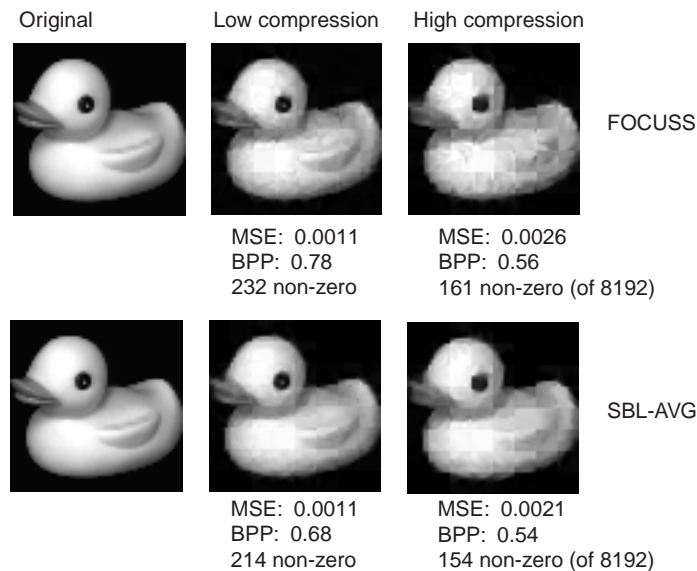 Original
Low compression
High compression
FOCUSS
MSE: 0.0011
BPP: 0.78
232 non-zero
MSE: 0.0026
BPP: 0.56
161 non-zero (of 8192)
SBL-AVG
MSE: 0.0011
BPP: 0.68
214 non-zero
MSE: 0.0021
BPP: 0.54
154 non-zero (of 8192)